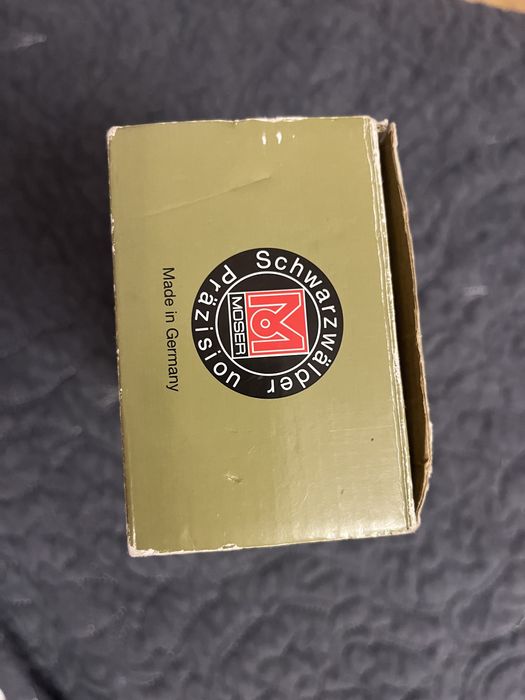 Schwarzwälder
Präzision
MOSER
Made in Germany